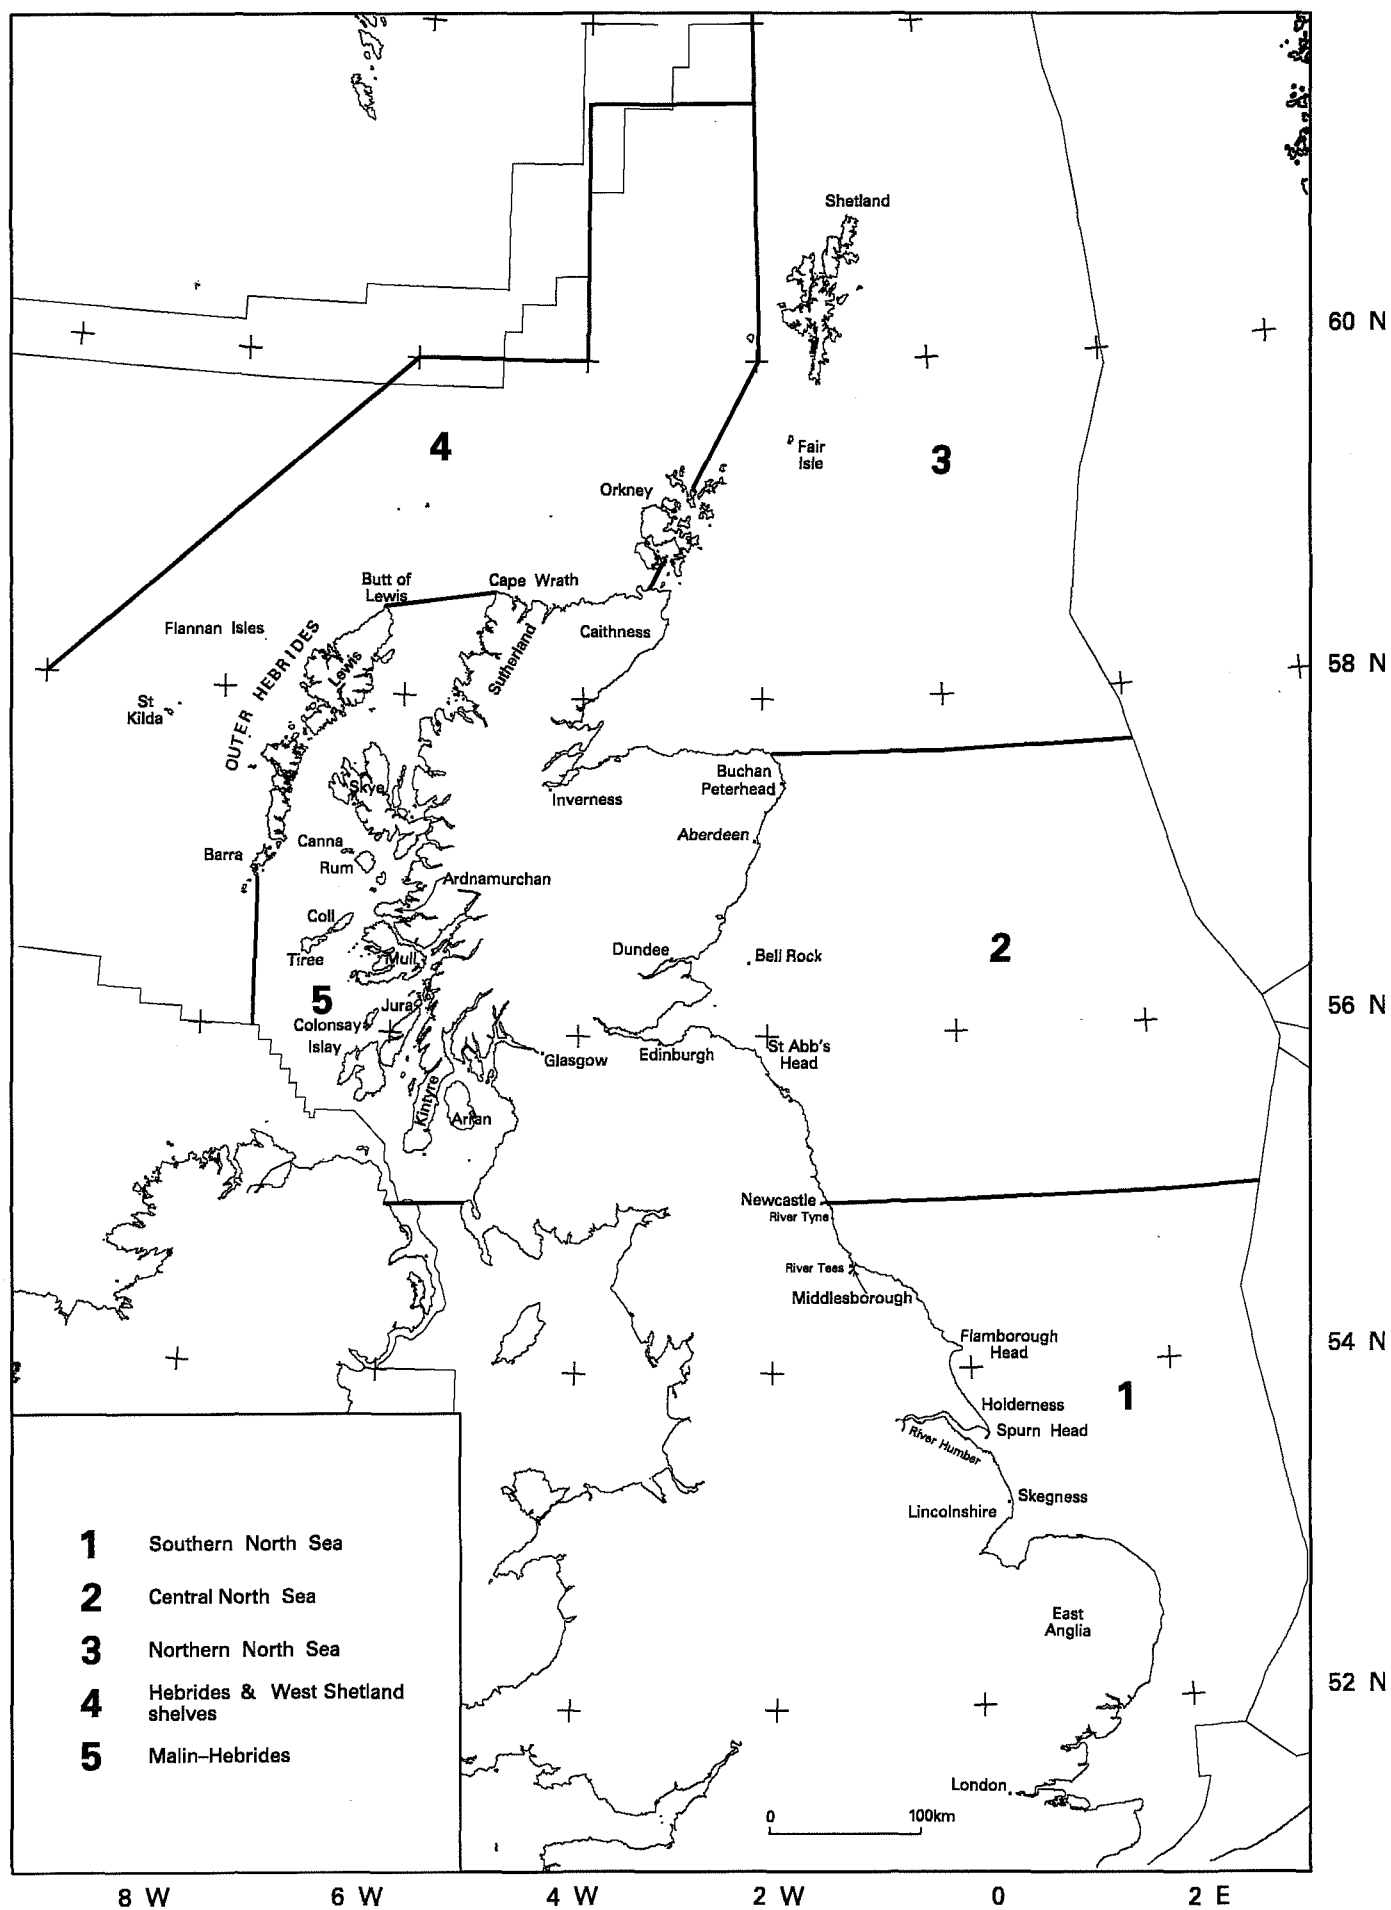 Shetland
60 N
4
Fair
Isle
3
Orkney
Butt of
Lewis
Cape Wrath
Flannan Isles
Caithness
Sutherland
OUTER HEBRIDES
Lewis
58 N
St
Kilda
Skye
Buchan
Peterhead
Inverness
Aberdeen
Canna
Rum
Barra
Ardnamurchan
Coll
Tiree
Mull
Dundee
Bell Rock
2
5
Jura
Colonsay
Islay
56 N
Glasgow
Edinburgh
St Abb's
Head
Kintyre
Arran
Newcastle
River Tyne
River Tees
Middlesborough
Flamborough
Head
54 N
1
Holderness
Spurn Head
River Humber
Skegness
Lincolnshire
East
Anglia
52 N
London
0 100km
1 Southern North Sea
2 Central North Sea
3 Northern North Sea
4 Hebrides & West Shetland
shelves
5 Malin–Hebrides
8 W 6 W 4 W 2 W 0 2 E